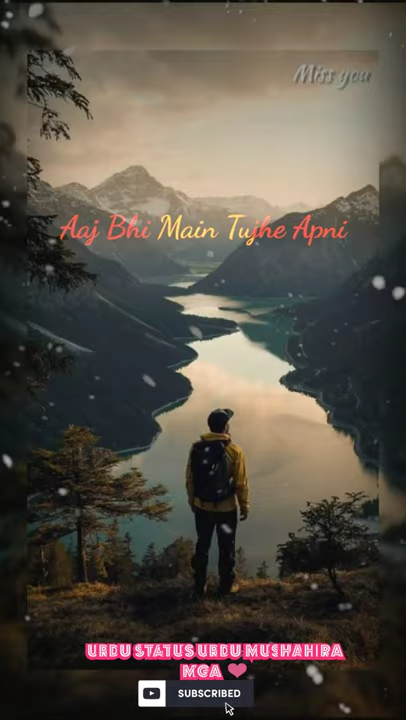 Miss you
Aaj Bhi Main Tujhe Apni
URDU STATUS URDU MUSHAHIRA
MGA
SUBSCRIBED